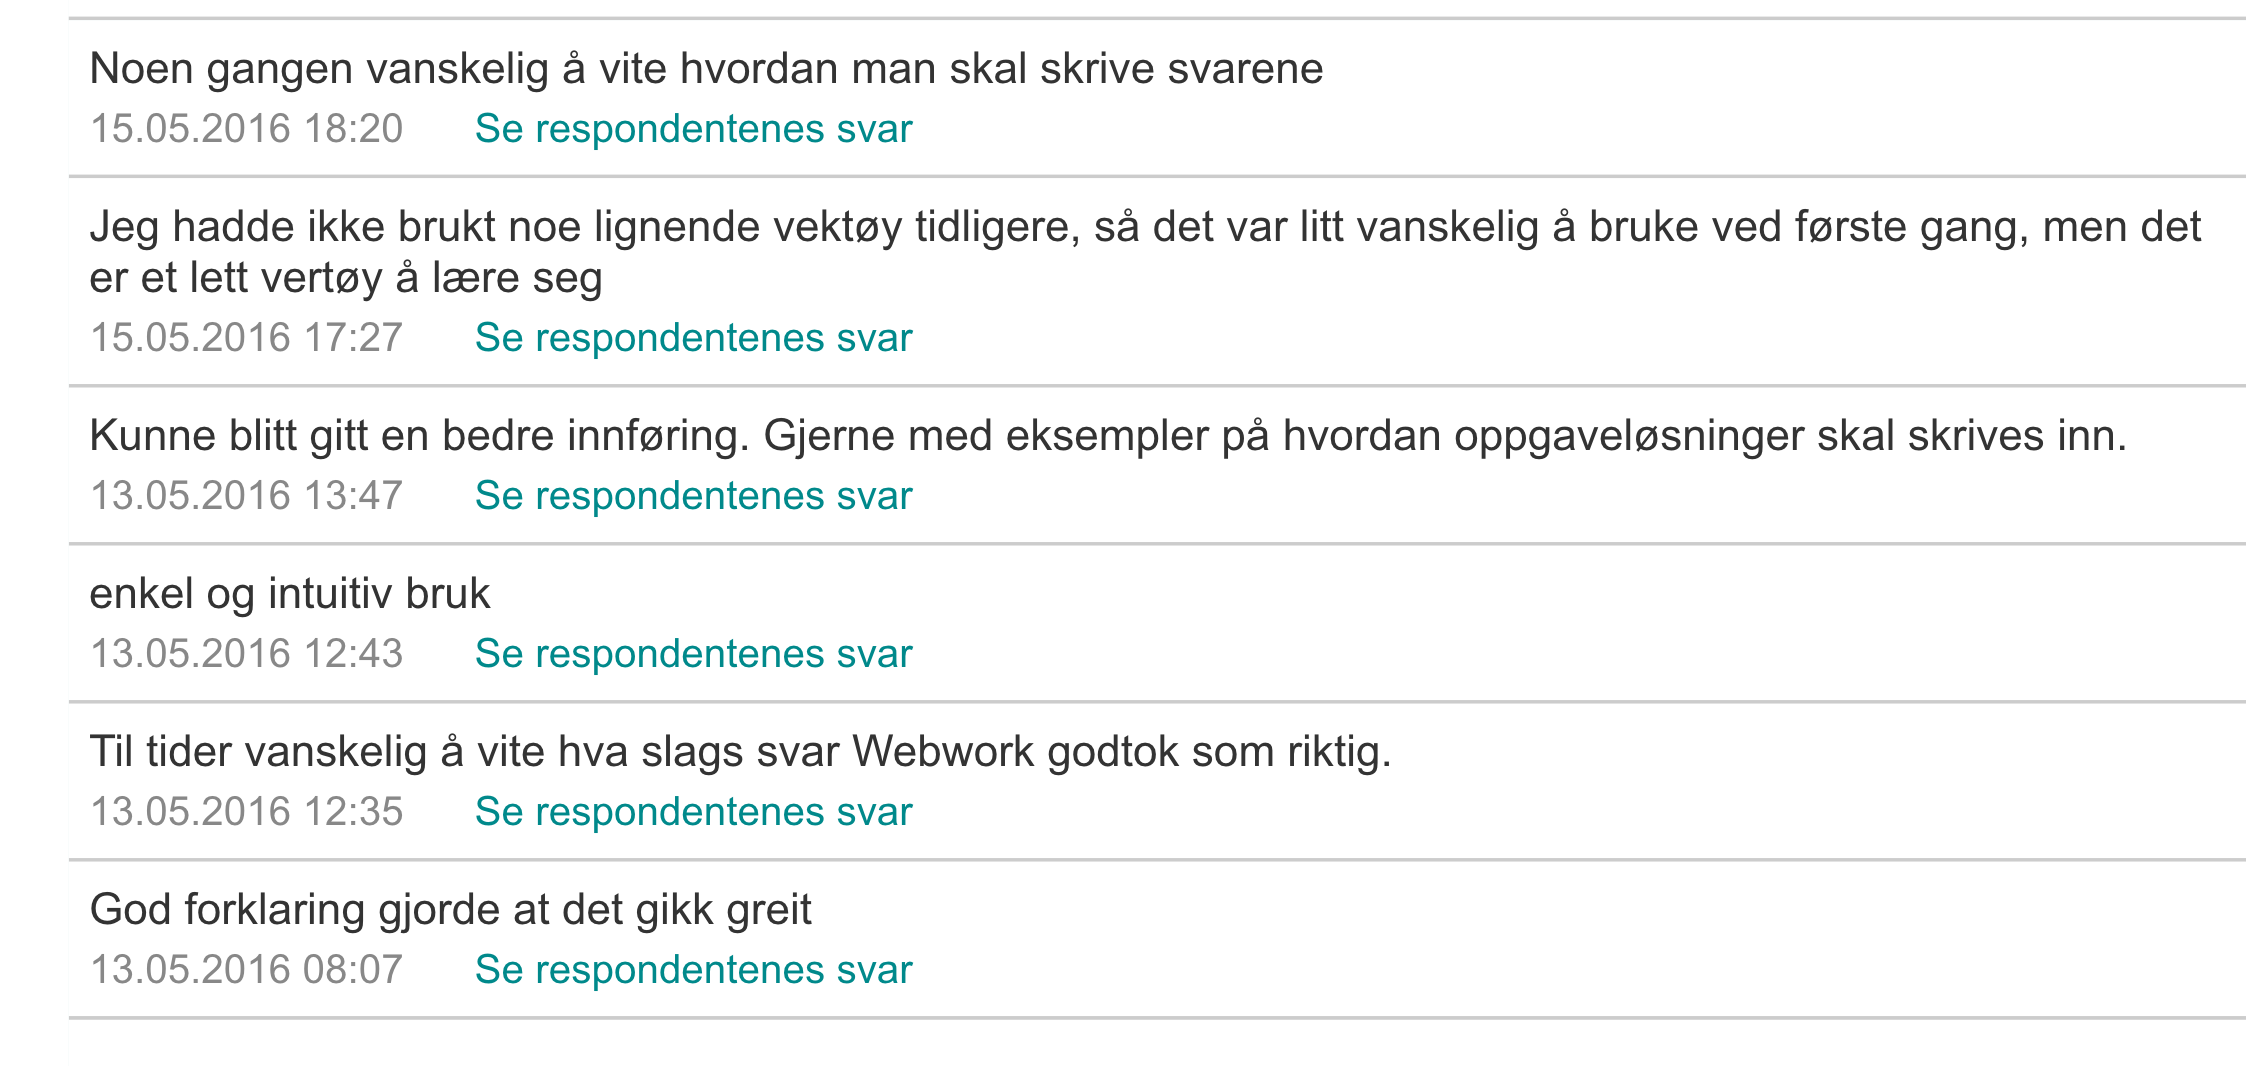 Noen gangen vanskelig å vite hvordan man skal skrive svarene
15.05.2016 18:20 Se respondentenes svar
Jeg hadde ikke brukt noe lignende vektøy tidligere, så det var litt vanskelig å bruke ved første gang, men det
er et lett vertøy å lære seg
15.05.2016 17:27 Se respondentenes svar
Kunne blitt gitt en bedre innføring. Gjerne med eksempler på hvordan oppgaveløsninger skal skrives inn.
13.05.2016 13:47 Se respondentenes svar
enkel og intuitiv bruk
13.05.2016 12:43 Se respondentenes svar
Til tider vanskelig å vite hva slags svar Webwork godtok som riktig.
13.05.2016 12:35 Se respondentenes svar
God forklaring gjorde at det gikk greit
13.05.2016 08:07 Se respondentenes svar